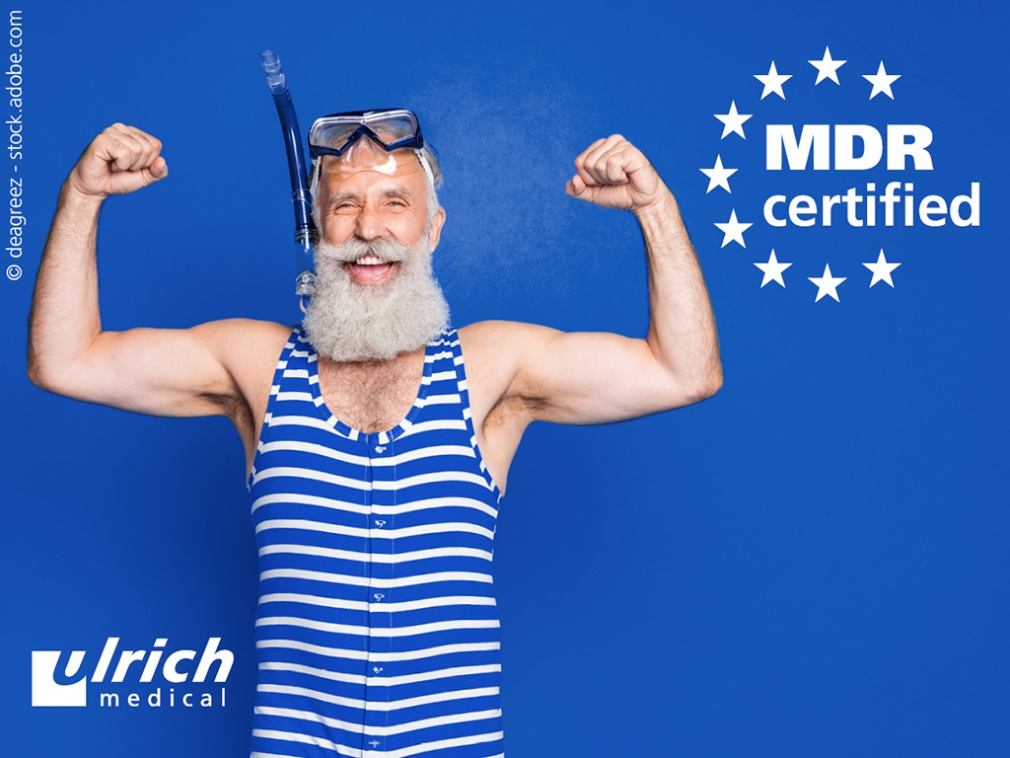 © deagreez - stock.adobe.com
MDR
certified
ulrich
medical